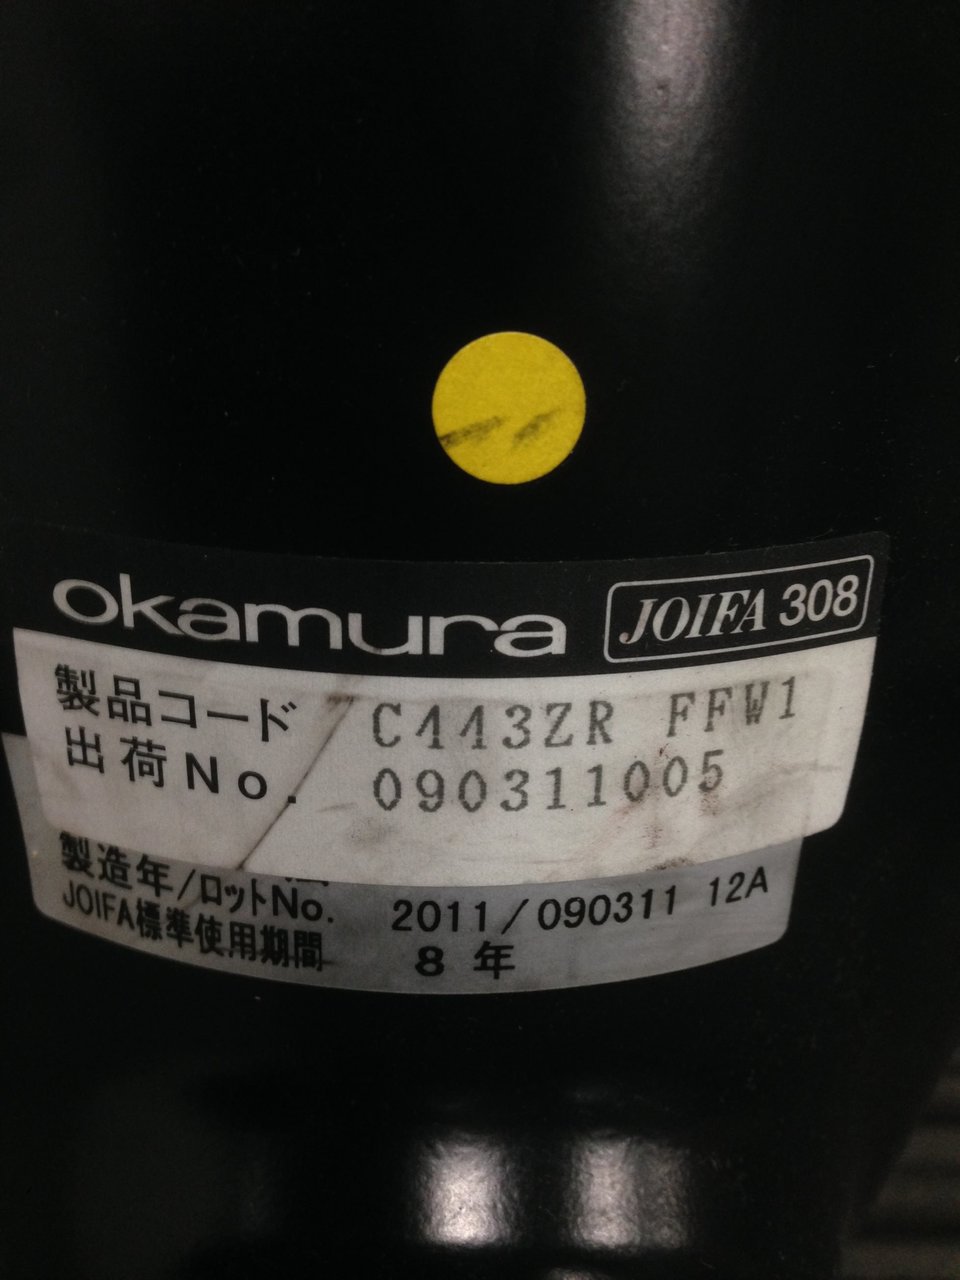 okamura JOIFA 308
製品コード C443ZR FFW1
出荷No. 090311005
製造年/ロットNo. 2011/090311 12A
JOIFA標準使用期間 8年